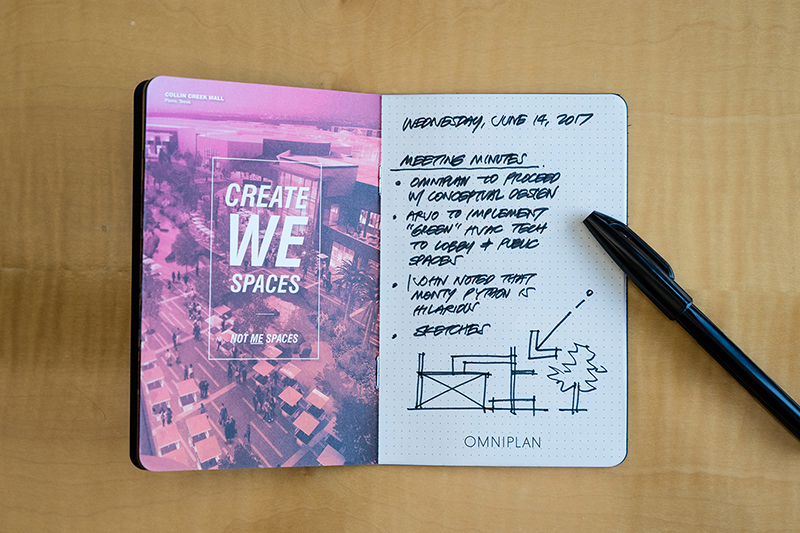 COLLIN CREEK MALL
Plano, Texas
CREATE
WE
SPACES
NOT ME SPACES
WEDNESDAY, JUNE 14, 2017
MEETING MINUTES
• OMNIPLAN TO PROCEED
W/ CONCEPTUAL DESIGN
• ARVO TO IMPLEMENT
"GREEN" HVAC TECH
TO LOBBY & PUBLIC
SPACES
• JOHN NOTED THAT
MONTY PYTHON IS
HILARIOUS
• SKETCHES
OMNIPLAN